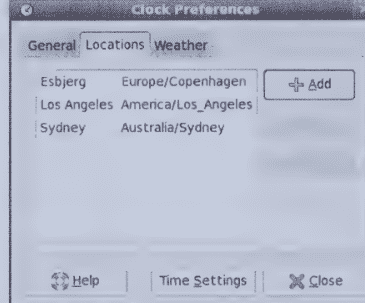 Clock Preferences
General Locations Weather
Esbjerg Europe/Copenhagen
Los Angeles America/Los_Angeles
Sydney Australia/Sydney
Add
Help Time Settings Close